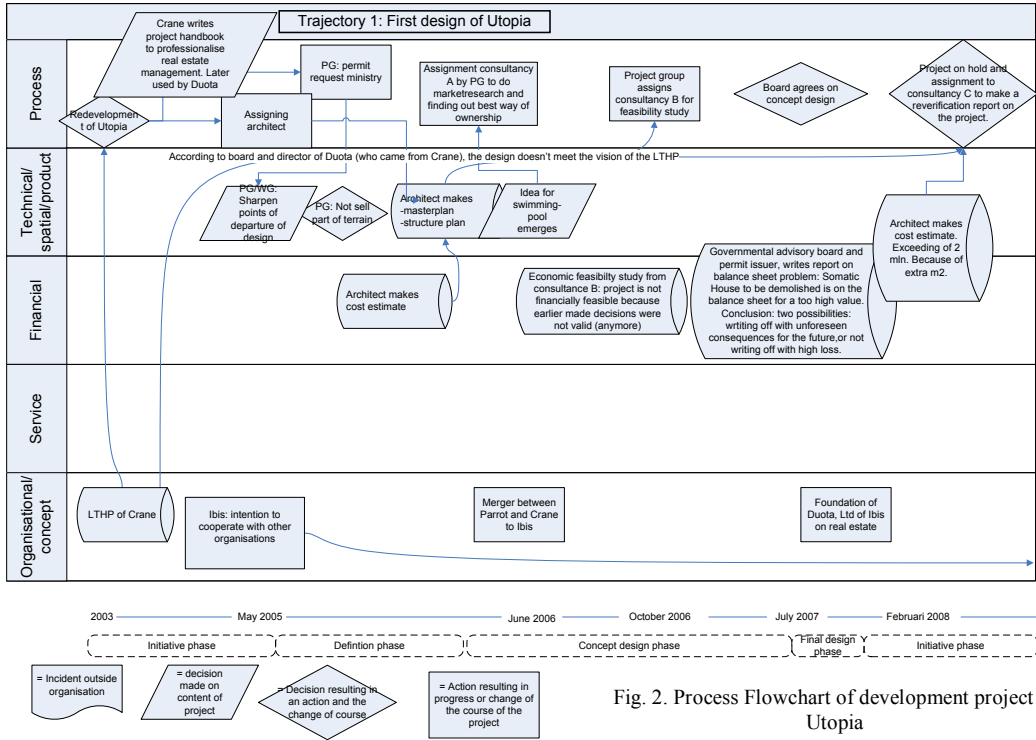 Trajectory 1: First design of Utopia
Process
Crane writes
project handbook
to professionalise
real estate
management. Later
used by Duota
PG: permit
request ministry
Redevelopmen
t of Utopia
Assigning
architect
Assignment consultancy
A by PG to do
marketresearch and
finding out best way of
ownership
Project group
assigns
consultancy B for
feasibility study
Board agrees on
concept design
Project on hold and
assignment to
consultancy C to make a
reverification report on
the project.
Technical/
spatial/product
According to board and director of Duota (who came from Crane), the design doesn't meet the vision of the LTHP
PG/WG:
Sharpen
points of
departure of
design
PG: Not sell
part of terrain
Architect makes
-masterplan
-structure plan
Idea for
swimming-
pool
emerges
Architect makes
cost estimate.
Exceeding of 2
mln. Because of
extra m2.
Financial
Architect makes
cost estimate
Economic feasibilty study from
consultance B: project is not
financially feasible because
earlier made decisions were
not valid (anymore)
Governmental advisory board and
permit issuer, writes report on
balance sheet problem: Somatic
House to be demolished is on the
balance sheet for a too high value.
Conclusion: two possibilities:
wrtiting off with unforeseen
consequences for the future,or not
writing off with high loss.
Service
Organisational/
concept
LTHP of Crane
Ibis: intention to
cooperate with other
organisations
Merger between
Parrot and Crane
to Ibis
Foundation of
Duota, Ltd of Ibis
on real estate
2003
May 2005
June 2006
October 2006
July 2007
Februari 2008
Initiative phase
Defintion phase
Concept design phase
Final design
phase
Initiative phase
= Incident outside
organisation
= decision
made on
content of
project
= Decision resulting in
an action and the
change of course
= Action resulting in
progress or change of
the course of the
project
Fig. 2. Process Flowchart of development project
Utopia